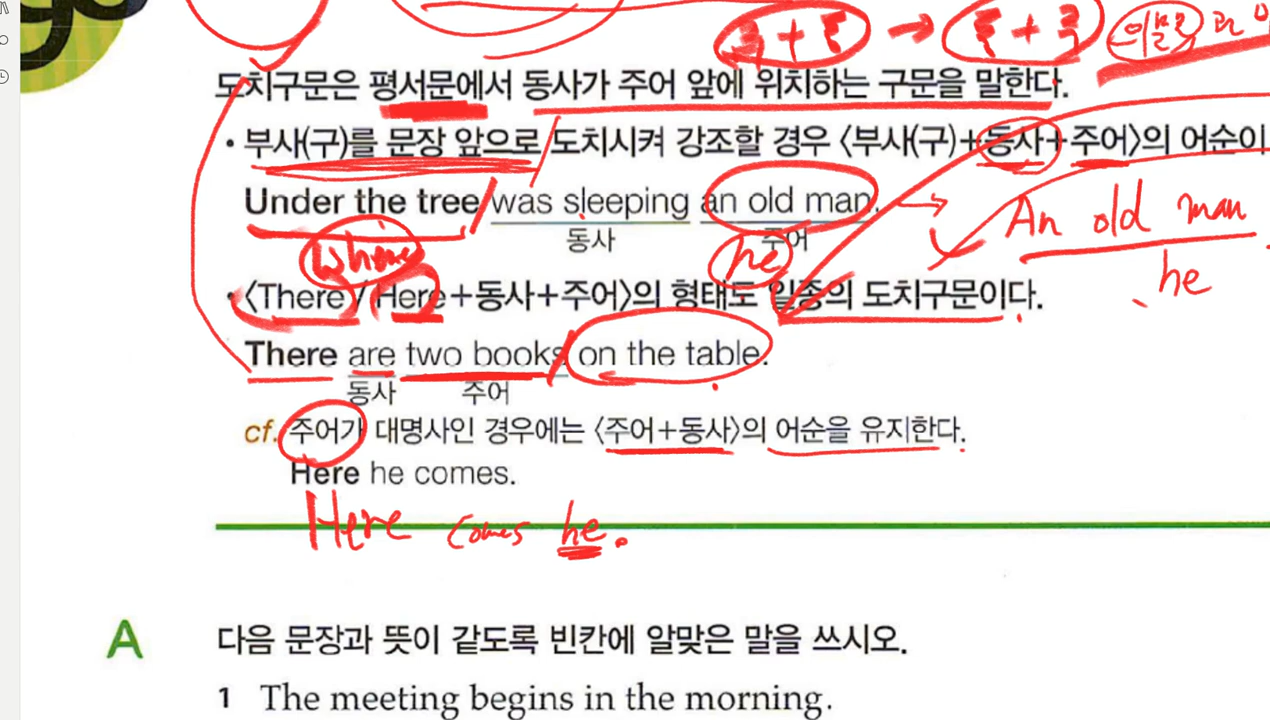 go
주+동 → 동+주 의문문
도치구문은 평서문에서 동사가 주어 앞에 위치하는 구문을 말한다.
• 부사(구)를 문장 앞으로 도치시켜 강조할 경우 〈부사(구)+동사+주어〉의 어순이
Under the tree was sleeping an old man. → An old man
동사 주어
where he he
• 〈There / Here+동사+주어〉의 형태도 일종의 도치구문이다.
There are two books on the table.
동사 주어
cf. 주어가 대명사인 경우에는 〈주어+동사〉의 어순을 유지한다.
Here he comes.
Here comes he.
A 다음 문장과 뜻이 같도록 빈칸에 알맞은 말을 쓰시오.
1 The meeting begins in the morning.